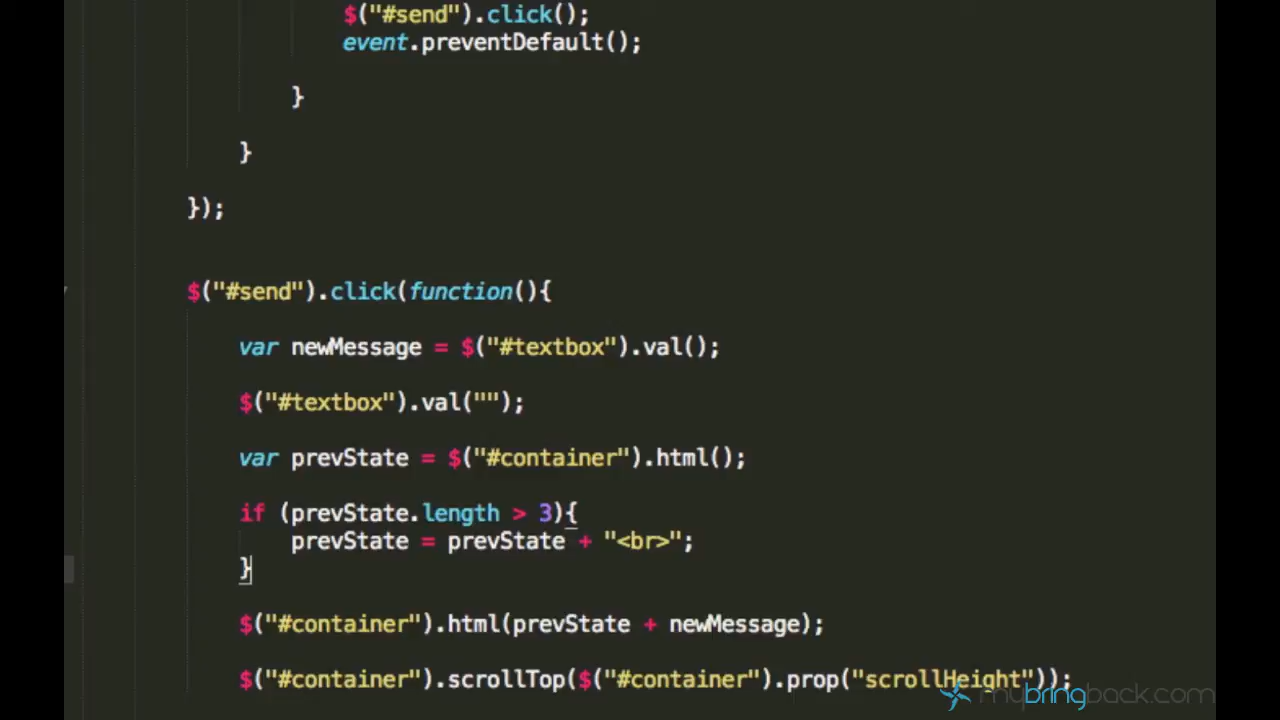 $("#send").click();
event.preventDefault();
}
}
});
$("#send").click(function(){
var newMessage = $("#textbox").val();
$("#textbox").val("");
var prevState = $("#container").html();
if (prevState.length > 3){
prevState = prevState + "<br>";
}
$("#container").html(prevState + newMessage);
$("#container").scrollTop($("#container").prop("scrollHeight"));
mybringback.com